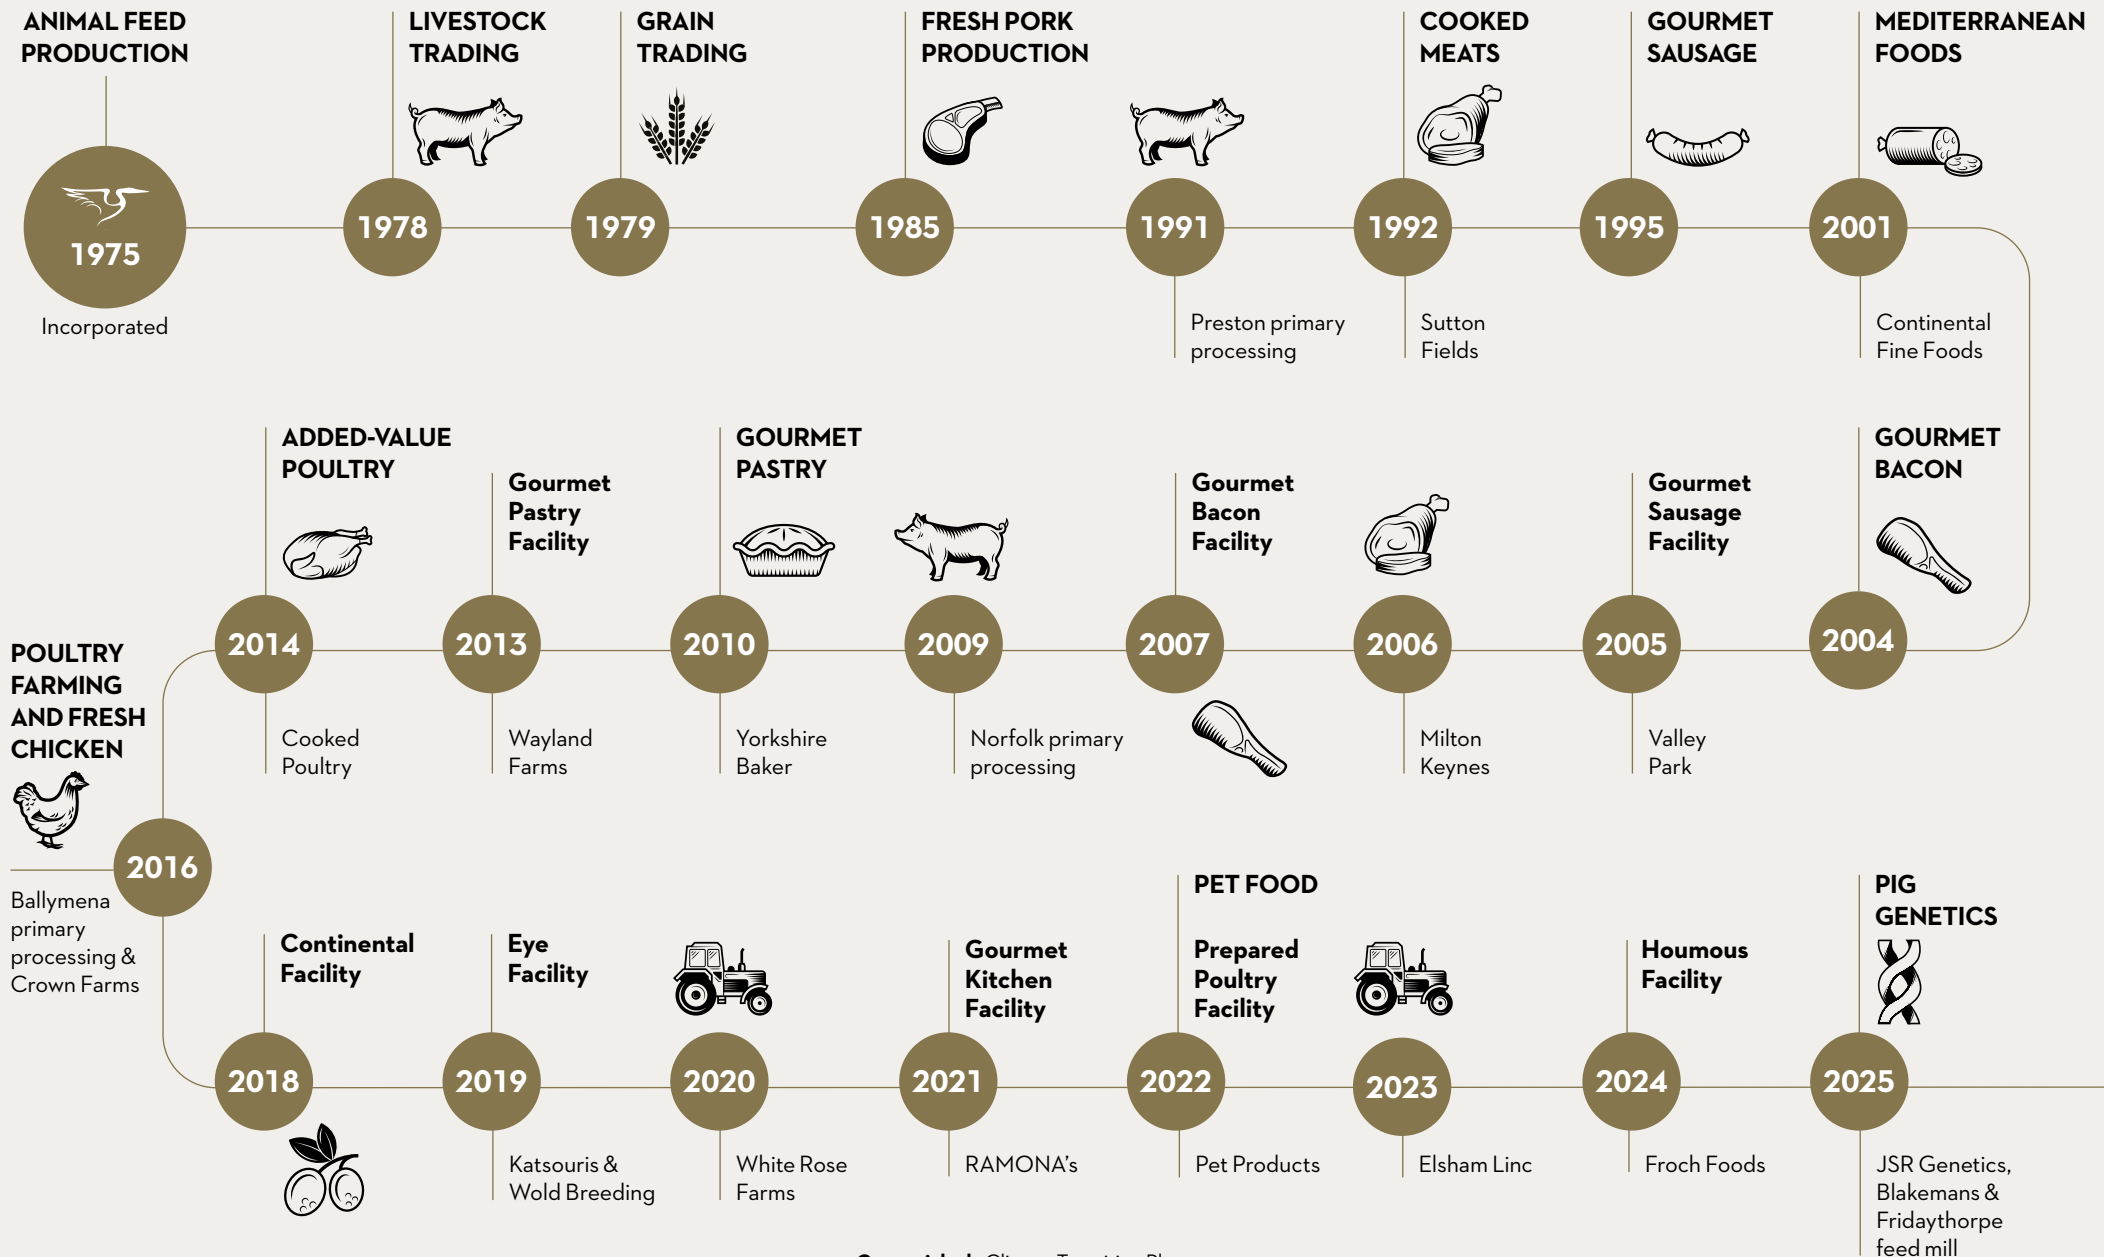 ANIMAL FEED
PRODUCTION
1975
Incorporated
LIVESTOCK
TRADING
1978
GRAIN
TRADING
1979
FRESH PORK
PRODUCTION
1985
1991
Preston primary
processing
COOKED
MEATS
1992
Sutton
Fields
GOURMET
SAUSAGE
1995
MEDITERRANEAN
FOODS
2001
Continental
Fine Foods
GOURMET
BACON
2004
Gourmet
Sausage
Facility
2005
Valley
Park
2006
Milton
Keynes
Gourmet
Bacon
Facility
2007
2009
Norfolk primary
processing
GOURMET
PASTRY
2010
Yorkshire
Baker
Gourmet
Pastry
Facility
2013
Wayland
Farms
ADDED-VALUE
POULTRY
2014
Cooked
Poultry
POULTRY
FARMING
AND FRESH
CHICKEN
2016
Ballymena
primary
processing &
Crown Farms
Continental
Facility
2018
Eye
Facility
2019
Katsouris &
Wold Breeding
2020
White Rose
Farms
Gourmet
Kitchen
Facility
2021
RAMONA's
PET FOOD
Prepared
Poultry
Facility
2022
Pet Products
2023
Elsham Linc
Houmous
Facility
2024
Froch Foods
PIG
GENETICS
2025
JSR Genetics,
Blakemans &
Fridaythorpe
feed mill